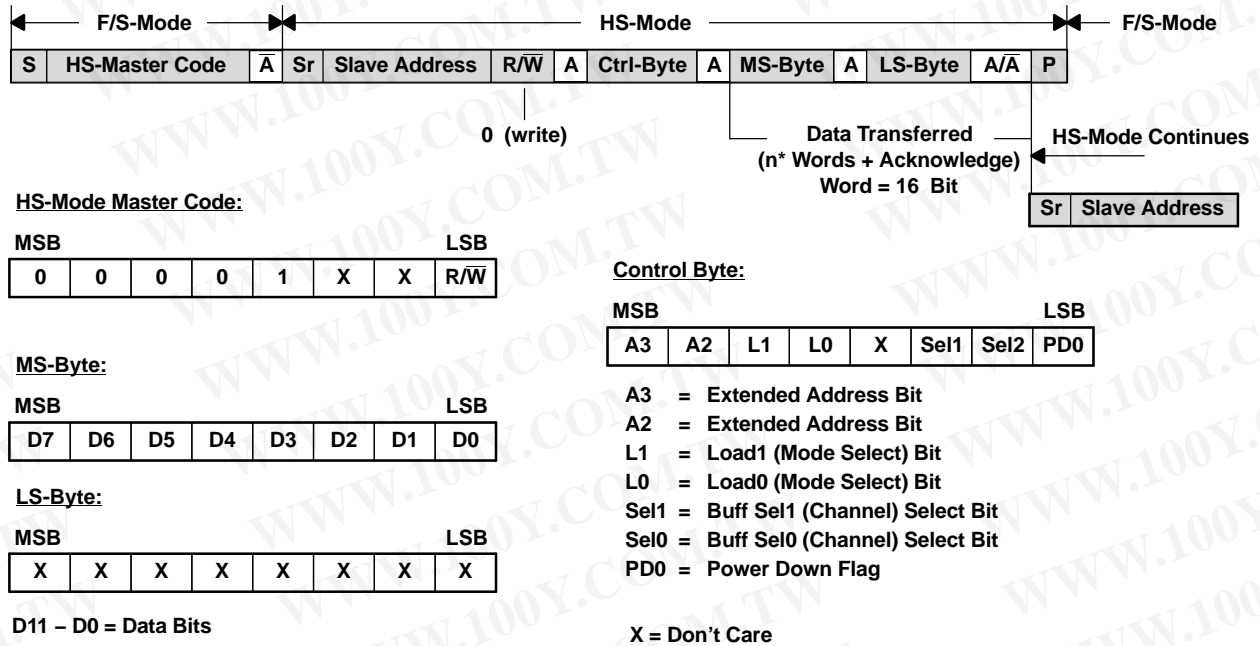 F/S-Mode HS-Mode F/S-Mode
S HS-Master Code A̅ Sr Slave Address R/W̅ A Ctrl-Byte A MS-Byte A LS-Byte A/A̅ P
0 (write)
Data Transferred
(n* Words + Acknowledge)
Word = 16 Bit
HS-Mode Continues
Sr Slave Address
HS-Mode Master Code:
MSB LSB
0 0 0 0 1 X X R/W̅
MS-Byte:
MSB LSB
D7 D6 D5 D4 D3 D2 D1 D0
LS-Byte:
MSB LSB
X X X X X X X X
D11 – D0 = Data Bits
Control Byte:
MSB LSB
A3 A2 L1 L0 X Sel1 Sel2 PD0
A3 = Extended Address Bit
A2 = Extended Address Bit
L1 = Load1 (Mode Select) Bit
L0 = Load0 (Mode Select) Bit
Sel1 = Buff Sel1 (Channel) Select Bit
Sel0 = Buff Sel0 (Channel) Select Bit
PD0 = Power Down Flag
X = Don't Care
WWW.100Y.COM.TW